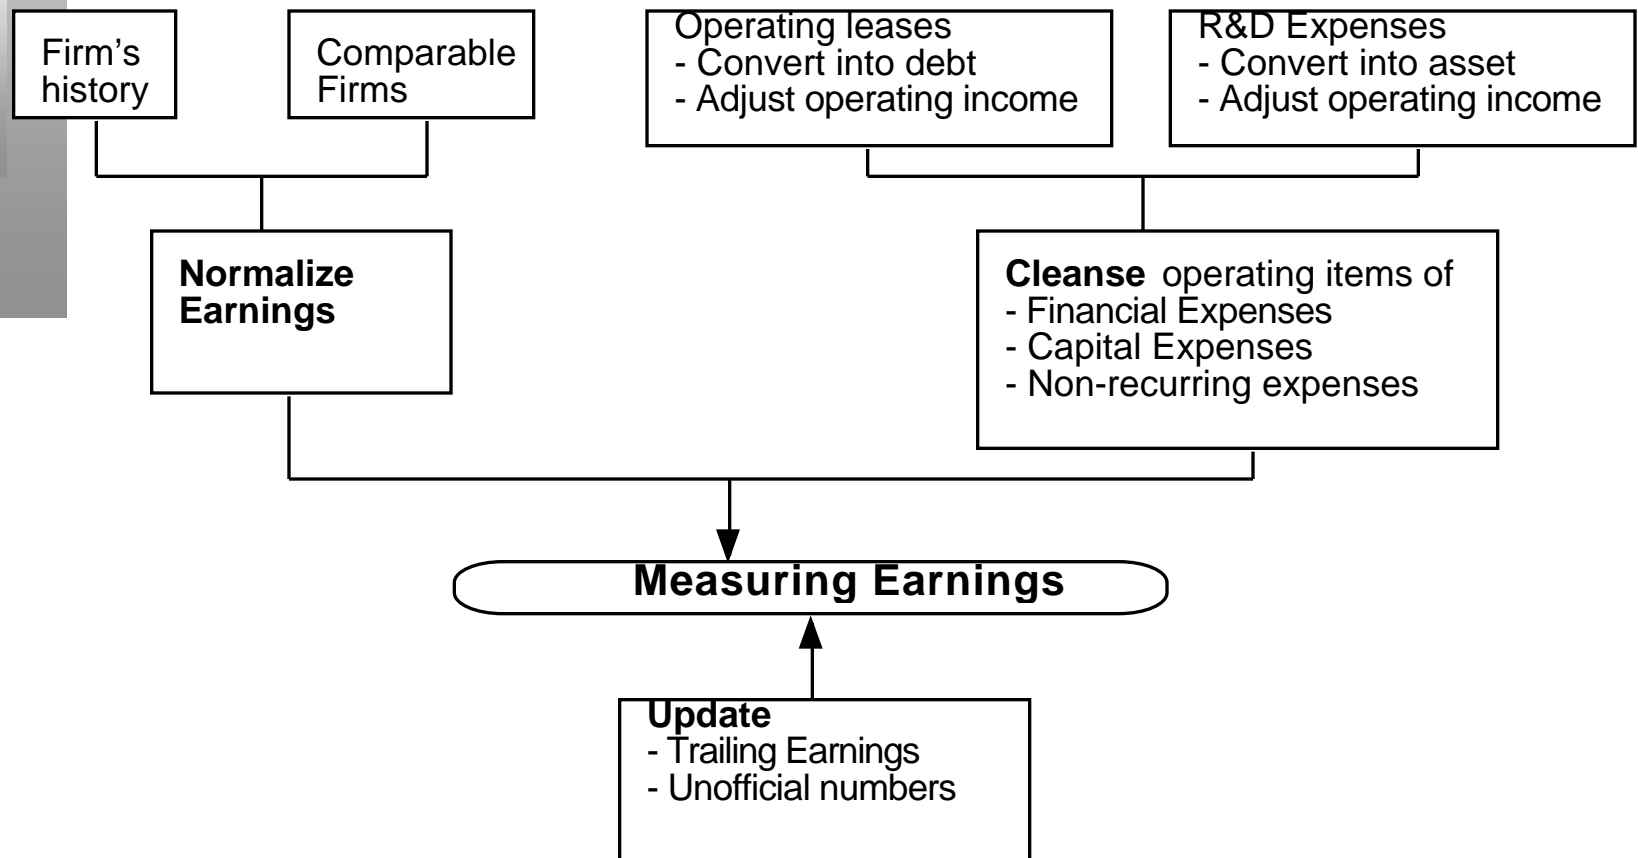 Firm's
history
Comparable
Firms
Operating leases
- Convert into debt
- Adjust operating income
R&D Expenses
- Convert into asset
- Adjust operating income
Normalize
Earnings
Cleanse operating items of
- Financial Expenses
- Capital Expenses
- Non-recurring expenses
Measuring Earnings
Update
- Trailing Earnings
- Unofficial numbers